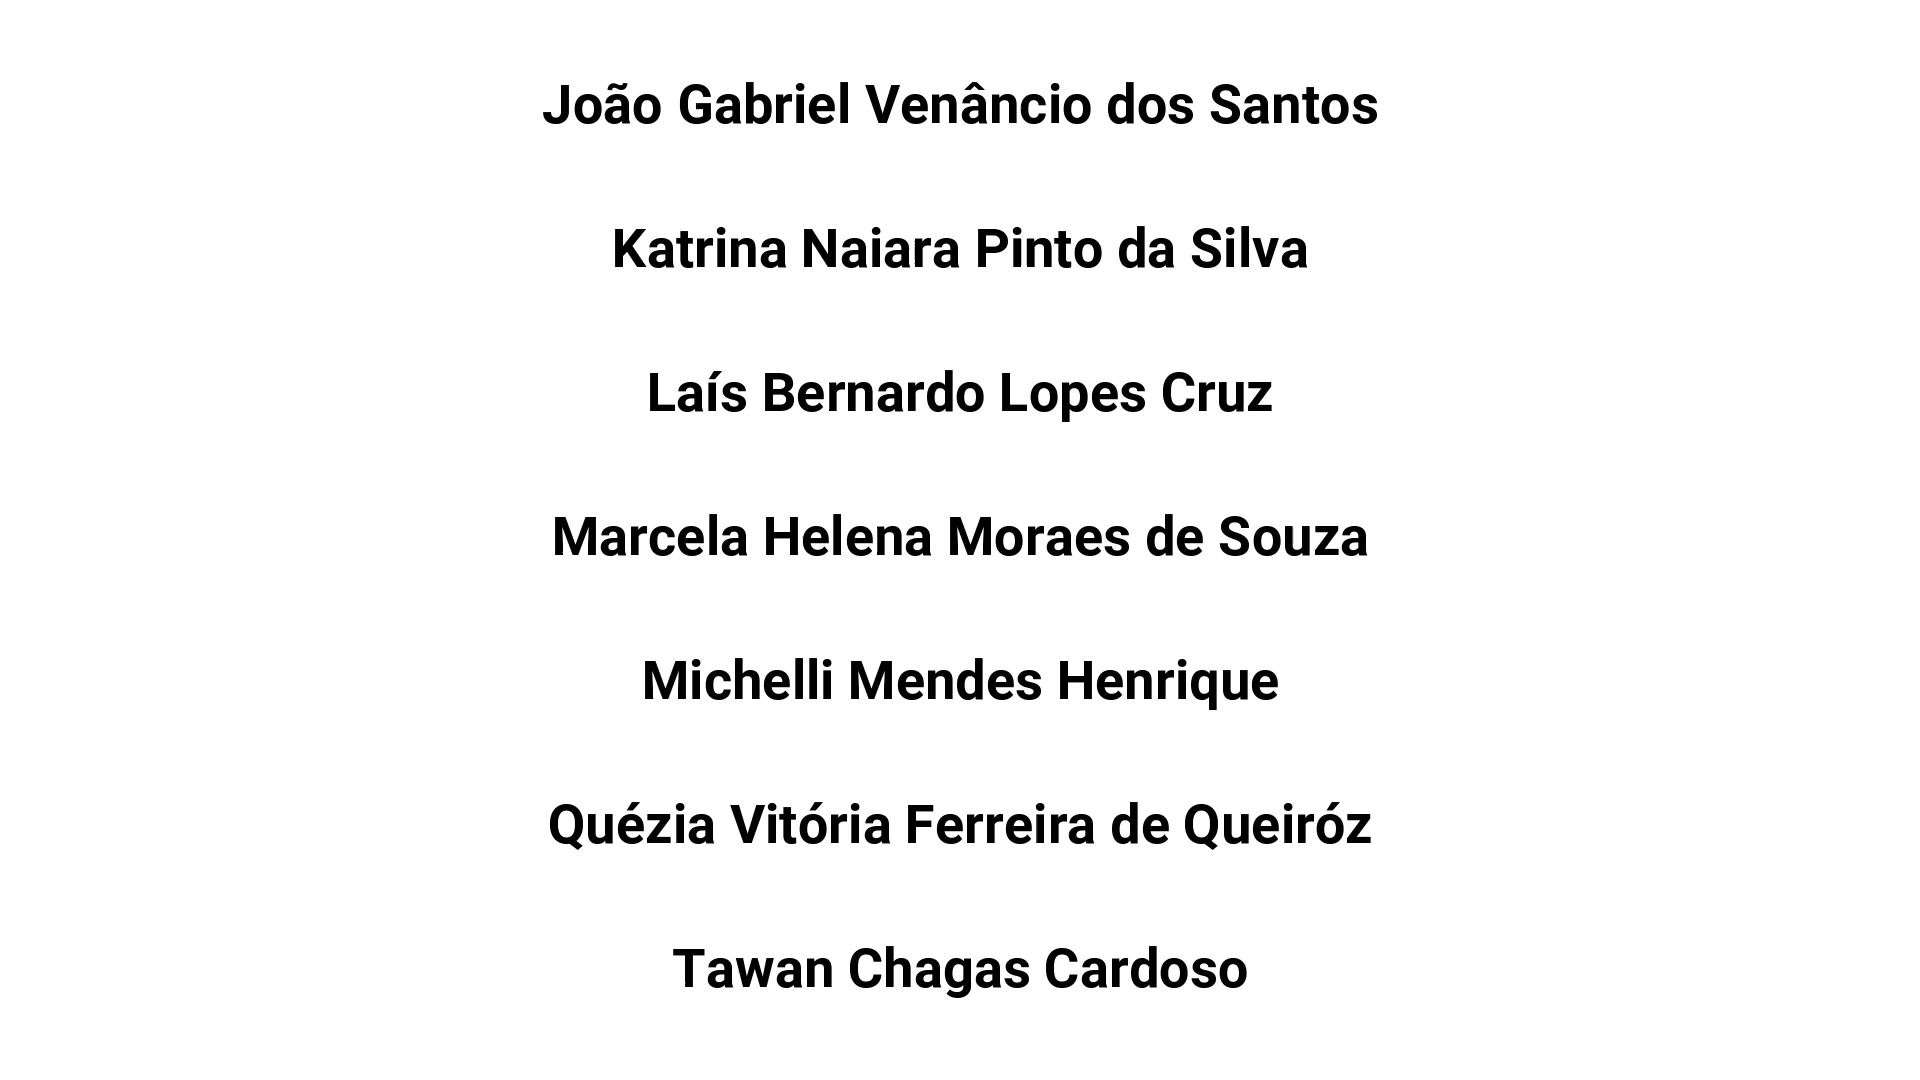 João Gabriel Venâncio dos Santos
Katrina Naiara Pinto da Silva
Laís Bernardo Lopes Cruz
Marcela Helena Moraes de Souza
Michelli Mendes Henrique
Quézia Vitória Ferreira de Queiróz
Tawan Chagas Cardoso